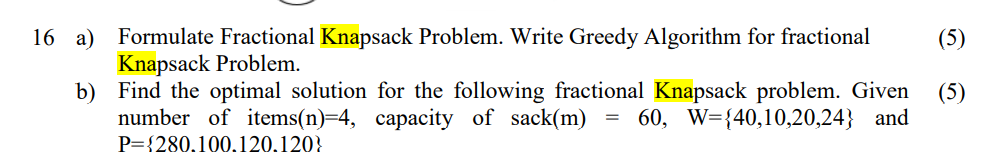 16 a) Formulate Fractional Knapsack Problem. Write Greedy Algorithm for fractional (5)
Knapsack Problem.
b) Find the optimal solution for the following fractional Knapsack problem. Given (5)
number of items(n)=4, capacity of sack(m) = 60, W={40,10,20,24} and
P={280,100,120,120}